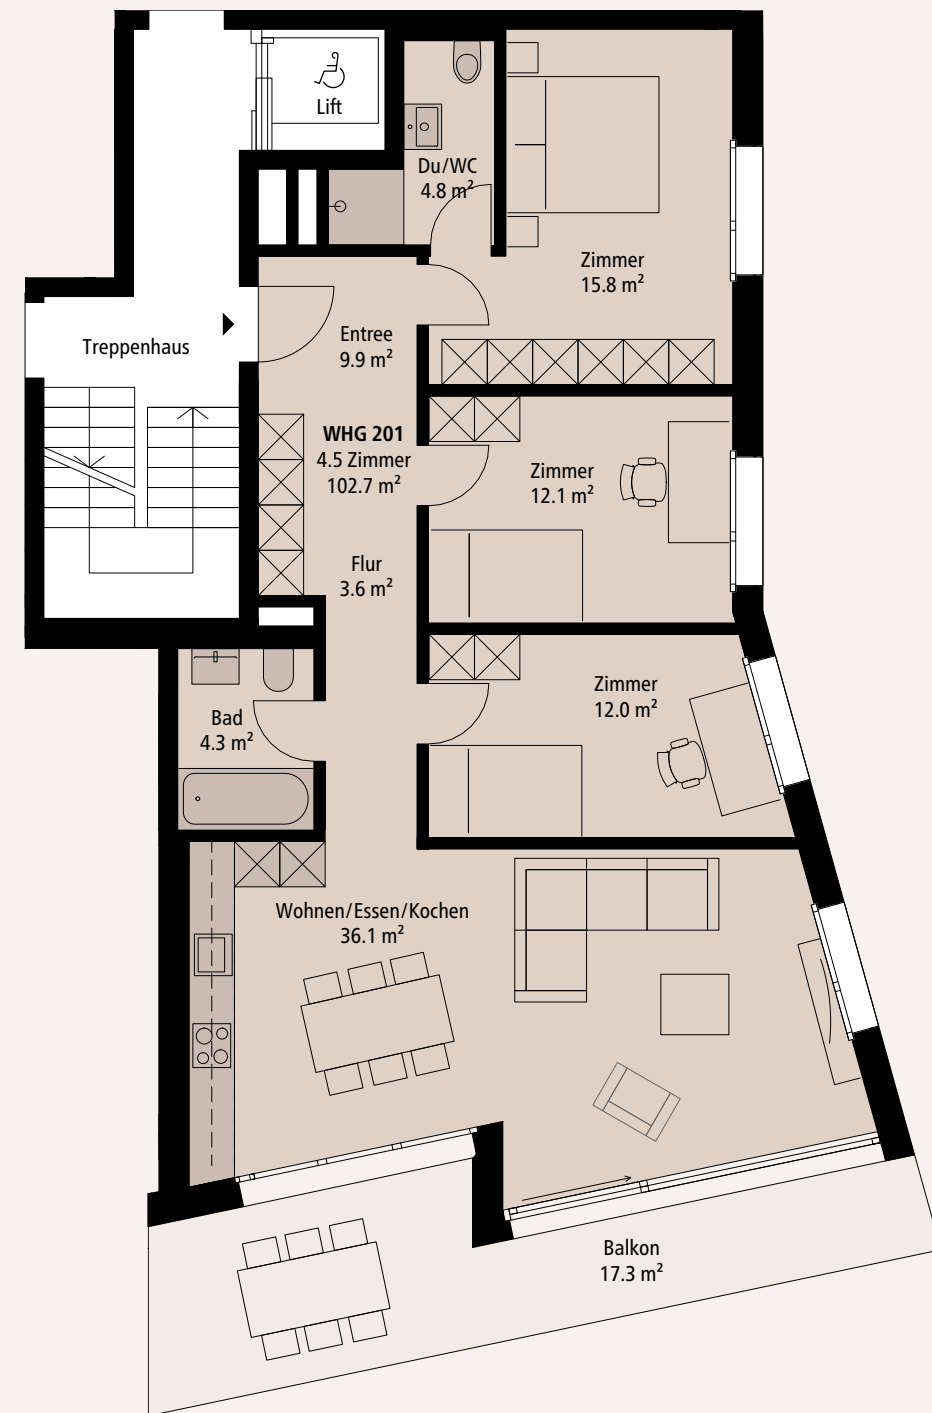 Lift
Du/WC
4.8 m²
Zimmer
15.8 m²
Treppenhaus
Entree
9.9 m²
WHG 201
4.5 Zimmer
102.7 m²
Zimmer
12.1 m²
Flur
3.6 m²
Zimmer
12.0 m²
Bad
4.3 m²
Wohnen/Essen/Kochen
36.1 m²
Balkon
17.3 m²